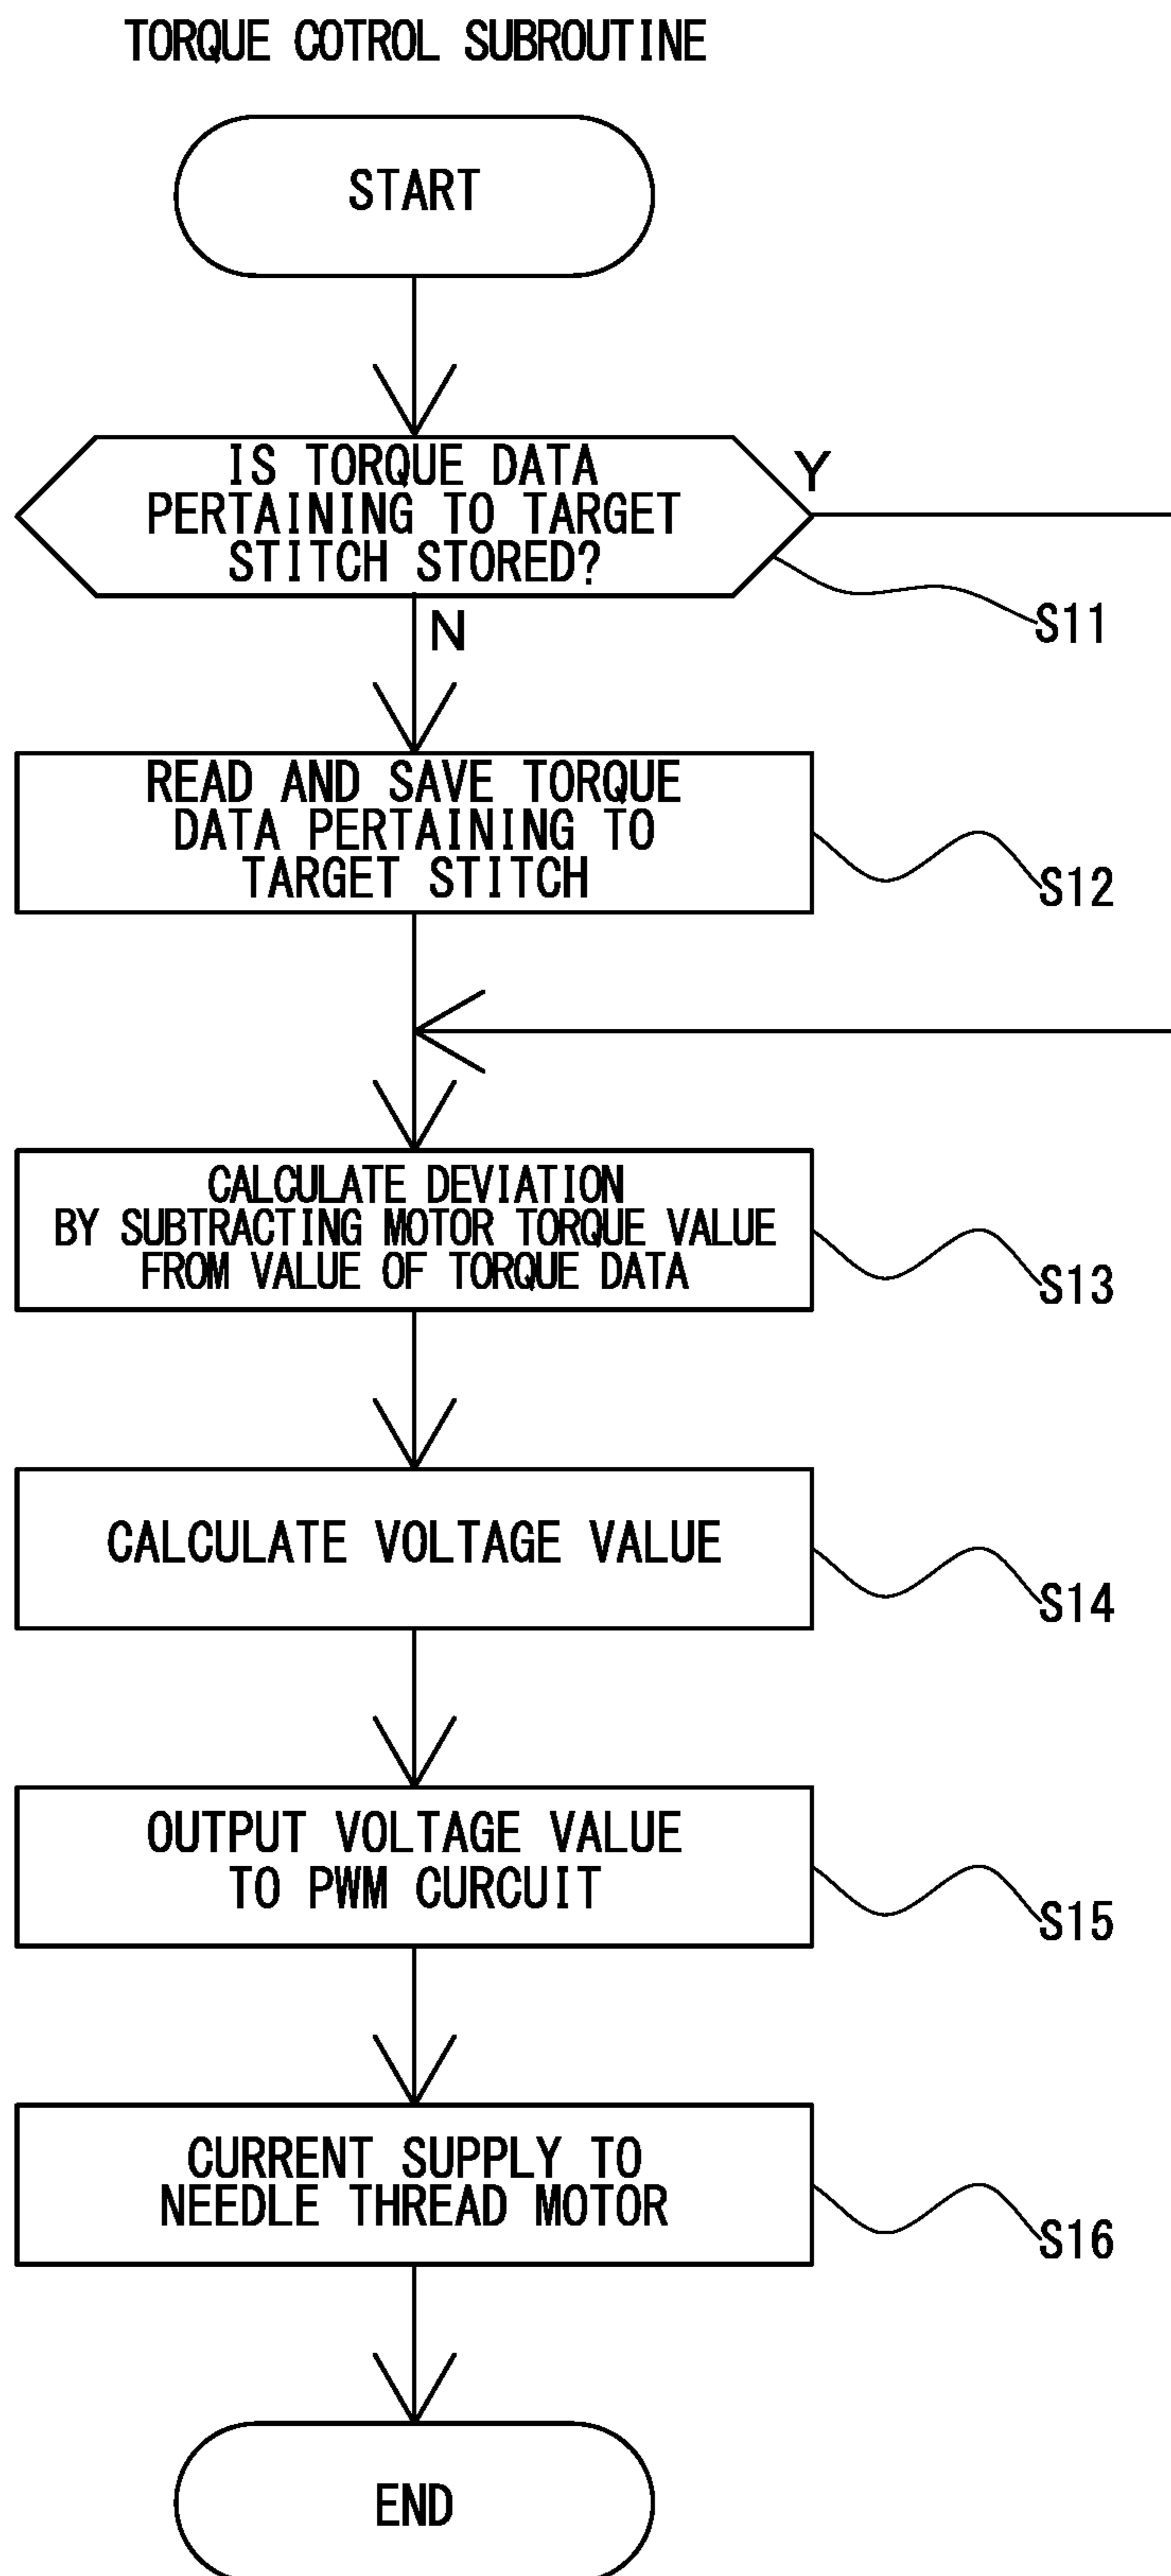 TORQUE COTROL SUBROUTINE
START
IS TORQUE DATA
PERTAINING TO TARGET
STITCH STORED?
Y
S11
N
READ AND SAVE TORQUE
DATA PERTAINING TO
TARGET STITCH
S12
CALCULATE DEVIATION
BY SUBTRACTING MOTOR TORQUE VALUE
FROM VALUE OF TORQUE DATA
S13
CALCULATE VOLTAGE VALUE
S14
OUTPUT VOLTAGE VALUE
TO PWM CURCUIT
S15
CURRENT SUPPLY TO
NEEDLE THREAD MOTOR
S16
END